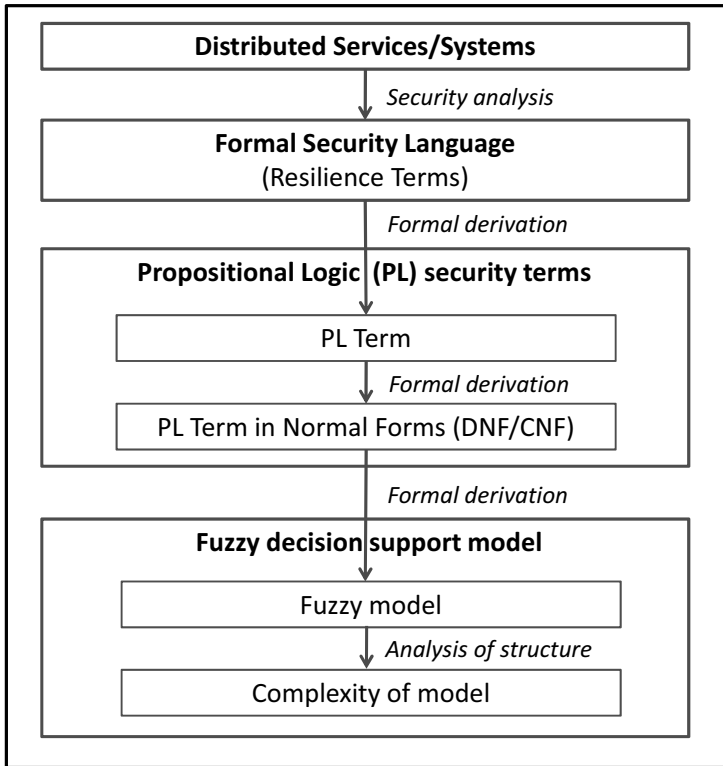 Distributed Services/Systems
Security analysis
Formal Security Language
(Resilience Terms)
Formal derivation
Propositional Logic (PL) security terms
PL Term
Formal derivation
PL Term in Normal Forms (DNF/CNF)
Formal derivation
Fuzzy decision support model
Fuzzy model
Analysis of structure
Complexity of model